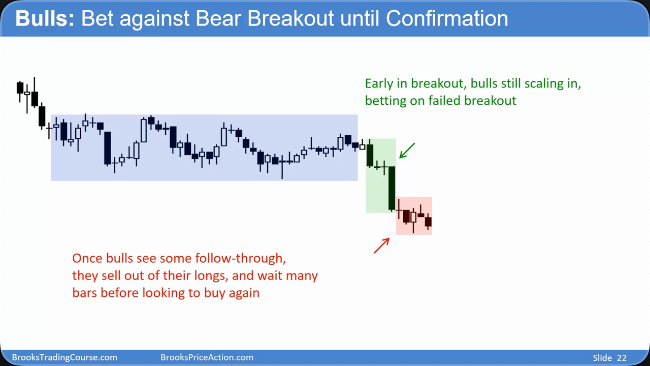 Bulls: Bet against Bear Breakout until Confirmation
Early in breakout, bulls still scaling in,
betting on failed breakout
Once bulls see some follow-through,
they sell out of their longs, and wait many
bars before looking to buy again
BrooksTradingCourse.com
BrooksPriceAction.com
Slide 22